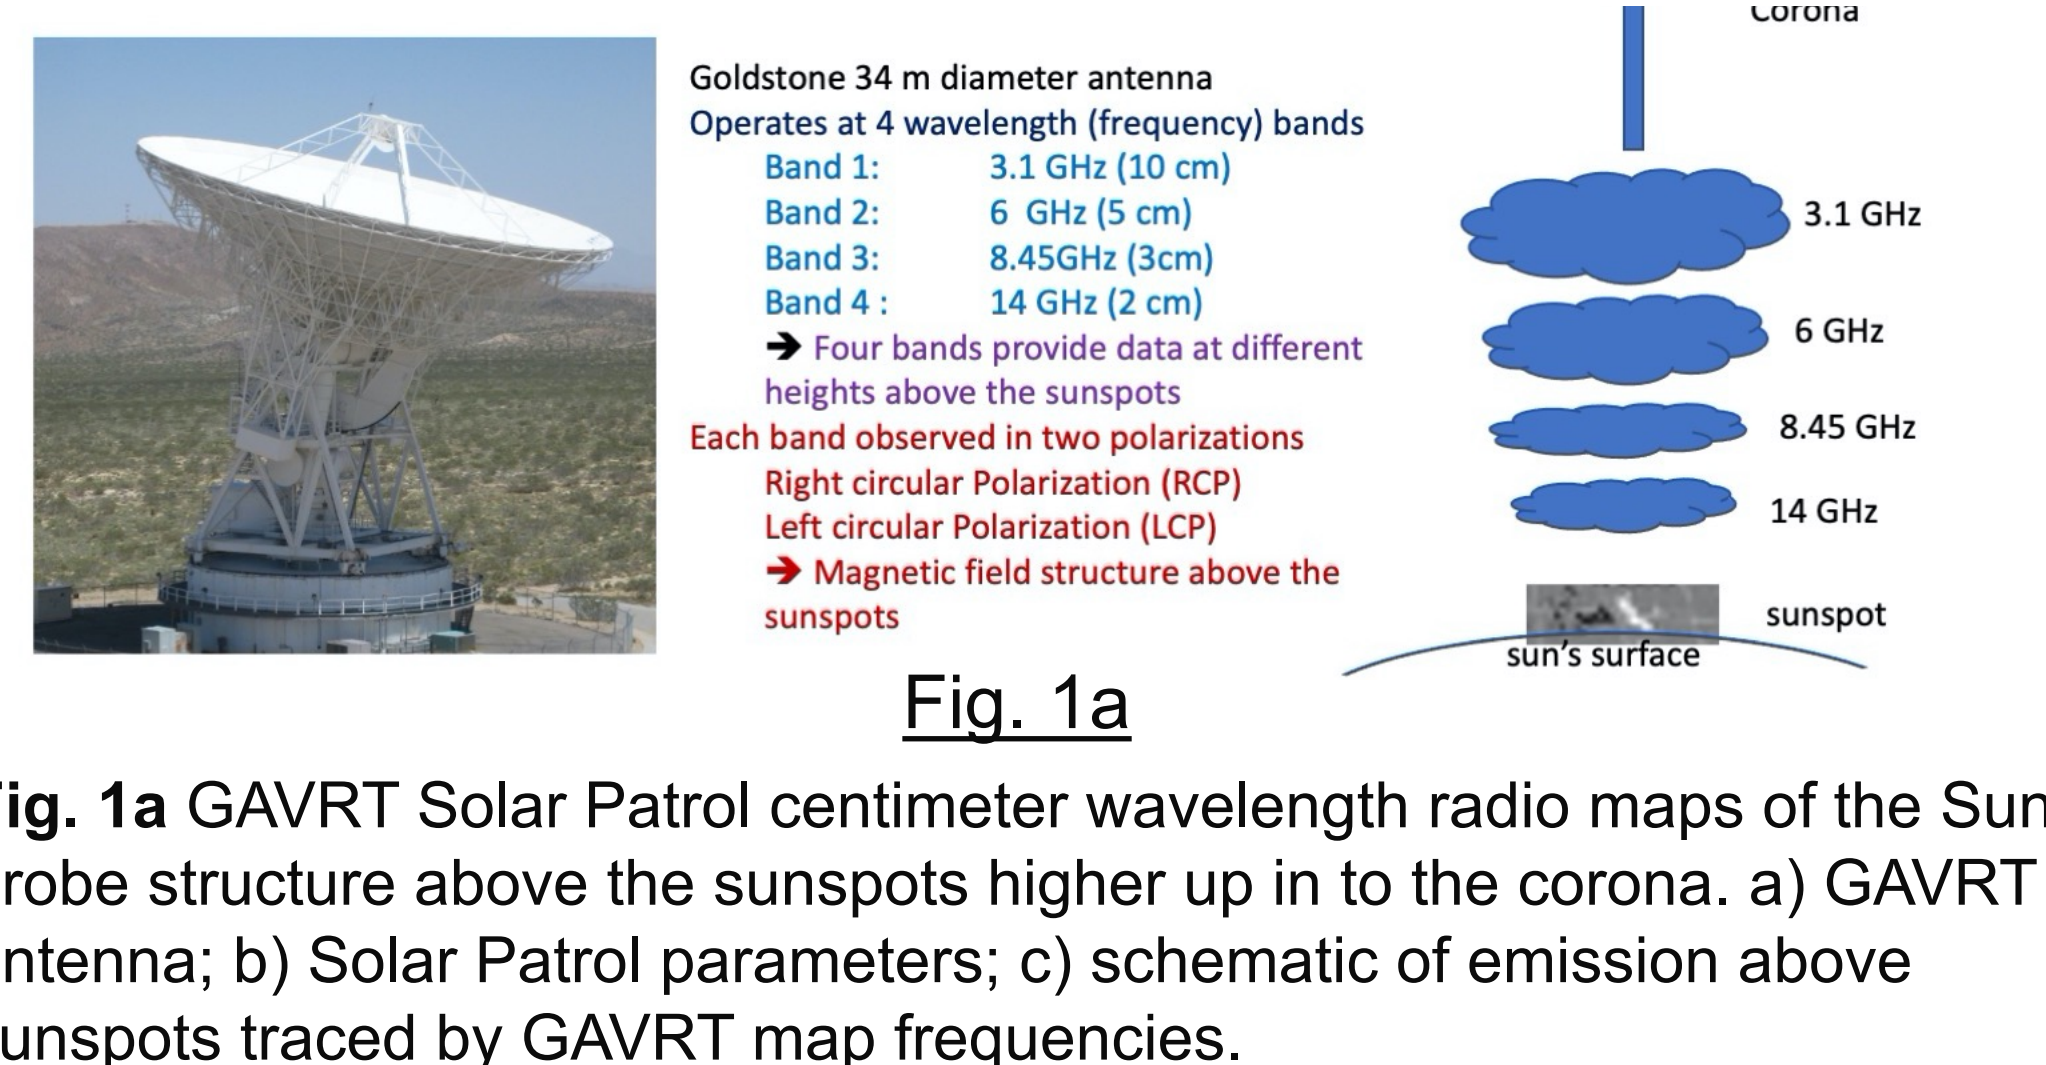 Goldstone 34 m diameter antenna
Operates at 4 wavelength (frequency) bands
Band 1: 3.1 GHz (10 cm)
Band 2: 6 GHz (5 cm)
Band 3: 8.45GHz (3cm)
Band 4 : 14 GHz (2 cm)
➔ Four bands provide data at different
heights above the sunspots
Each band observed in two polarizations
Right circular Polarization (RCP)
Left circular Polarization (LCP)
➔ Magnetic field structure above the
sunspots
Corona
3.1 GHz
6 GHz
8.45 GHz
14 GHz
sunspot
sun's surface
Fig. 1a
ig. 1a GAVRT Solar Patrol centimeter wavelength radio maps of the Sun
robe structure above the sunspots higher up in to the corona. a) GAVRT
ntenna; b) Solar Patrol parameters; c) schematic of emission above
unspots traced by GAVRT map frequencies.